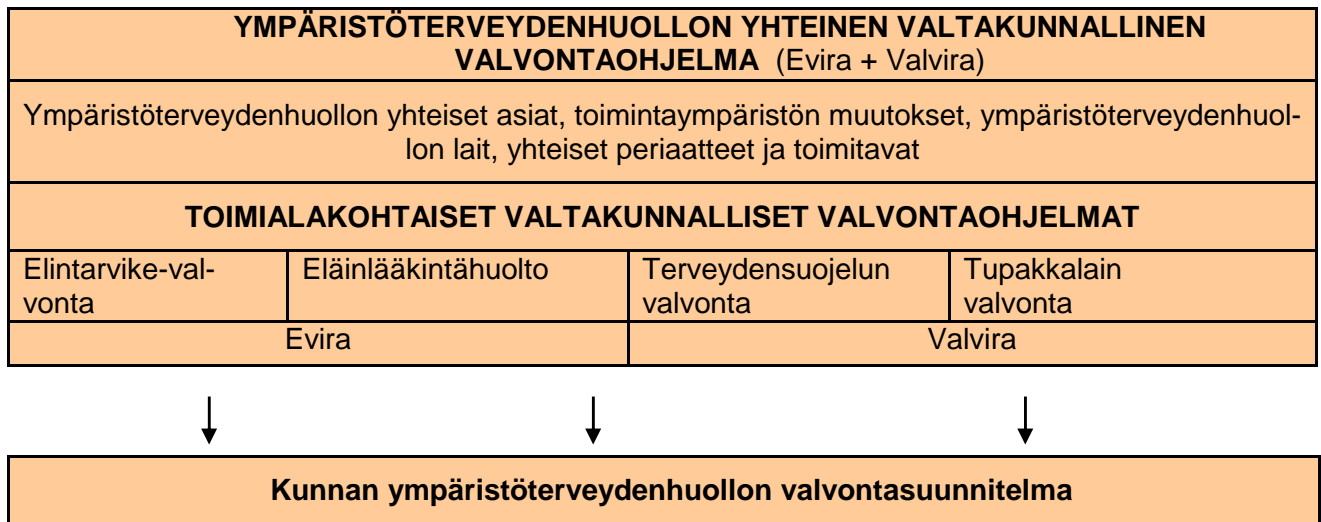 YMPÄRISTÖTERVEYDENHUOLLON YHTEINEN VALTAKUNNALLINEN
VALVONTAOHJELMA (Evira + Valvira)
Ympäristöterveydenhuollon yhteiset asiat, toimintaympäristön muutokset, ympäristöterveydenhuol-
lon lait, yhteiset periaatteet ja toimitavat
TOIMIALAKOHTAISET VALTAKUNNALLISET VALVONTAOHJELMAT
Elintarvike-val-
vonta
Eläinlääkintähuolto
Terveydensuojelun
valvonta
Tupakkalain
valvonta
Evira
Valvira
Kunnan ympäristöterveydenhuollon valvontasuunnitelma